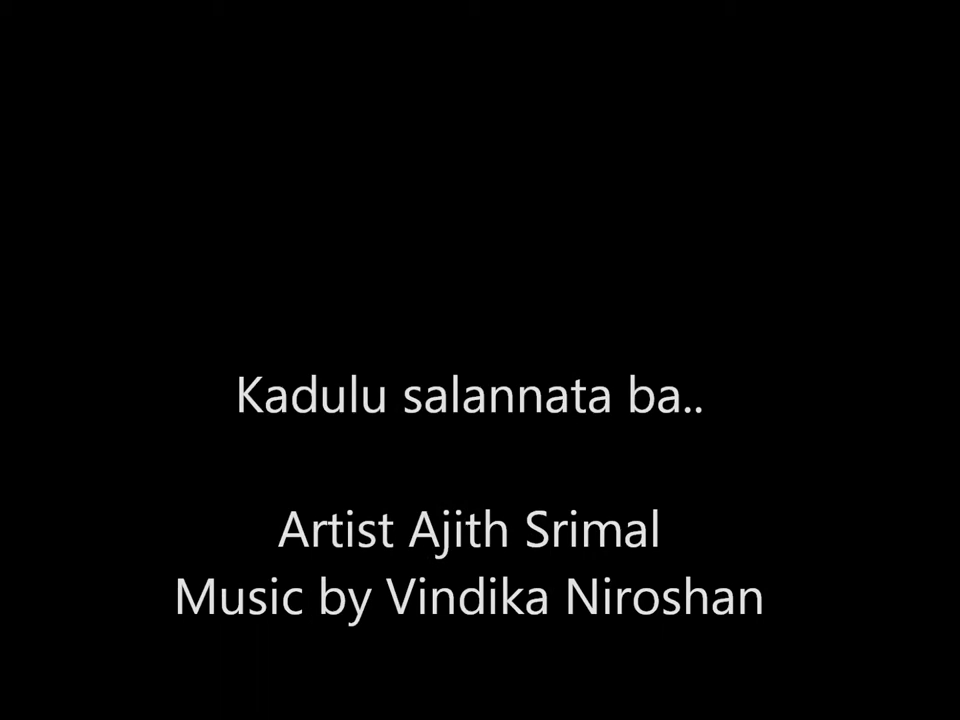 Kadulu salannata ba..
Artist Ajith Srimal
Music by Vindika Niroshan